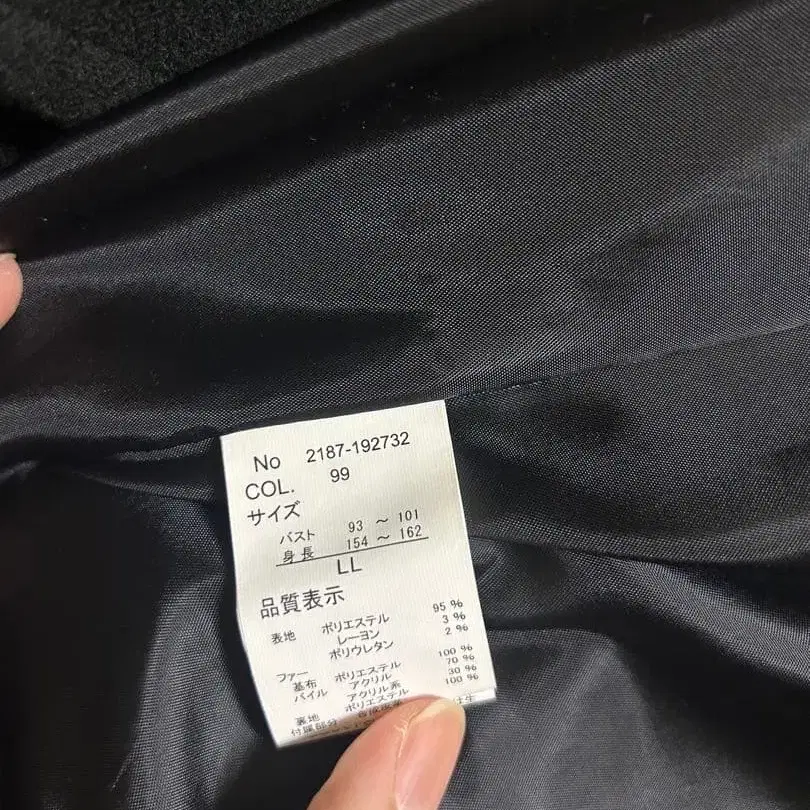 No 2187-192732
COL. 99
サイズ
バスト 93 ~ 101
身長 154 ~ 162
LL
品質表示
表地 ポリエステル 95 %
レーヨン 3 %
ポリウレタン 2 %
ファー
基布 ポリエステル 100 %
パイル アクリル 70 %
アクリル系 30 %
裏地 ポリエステル 100 %
付属部分